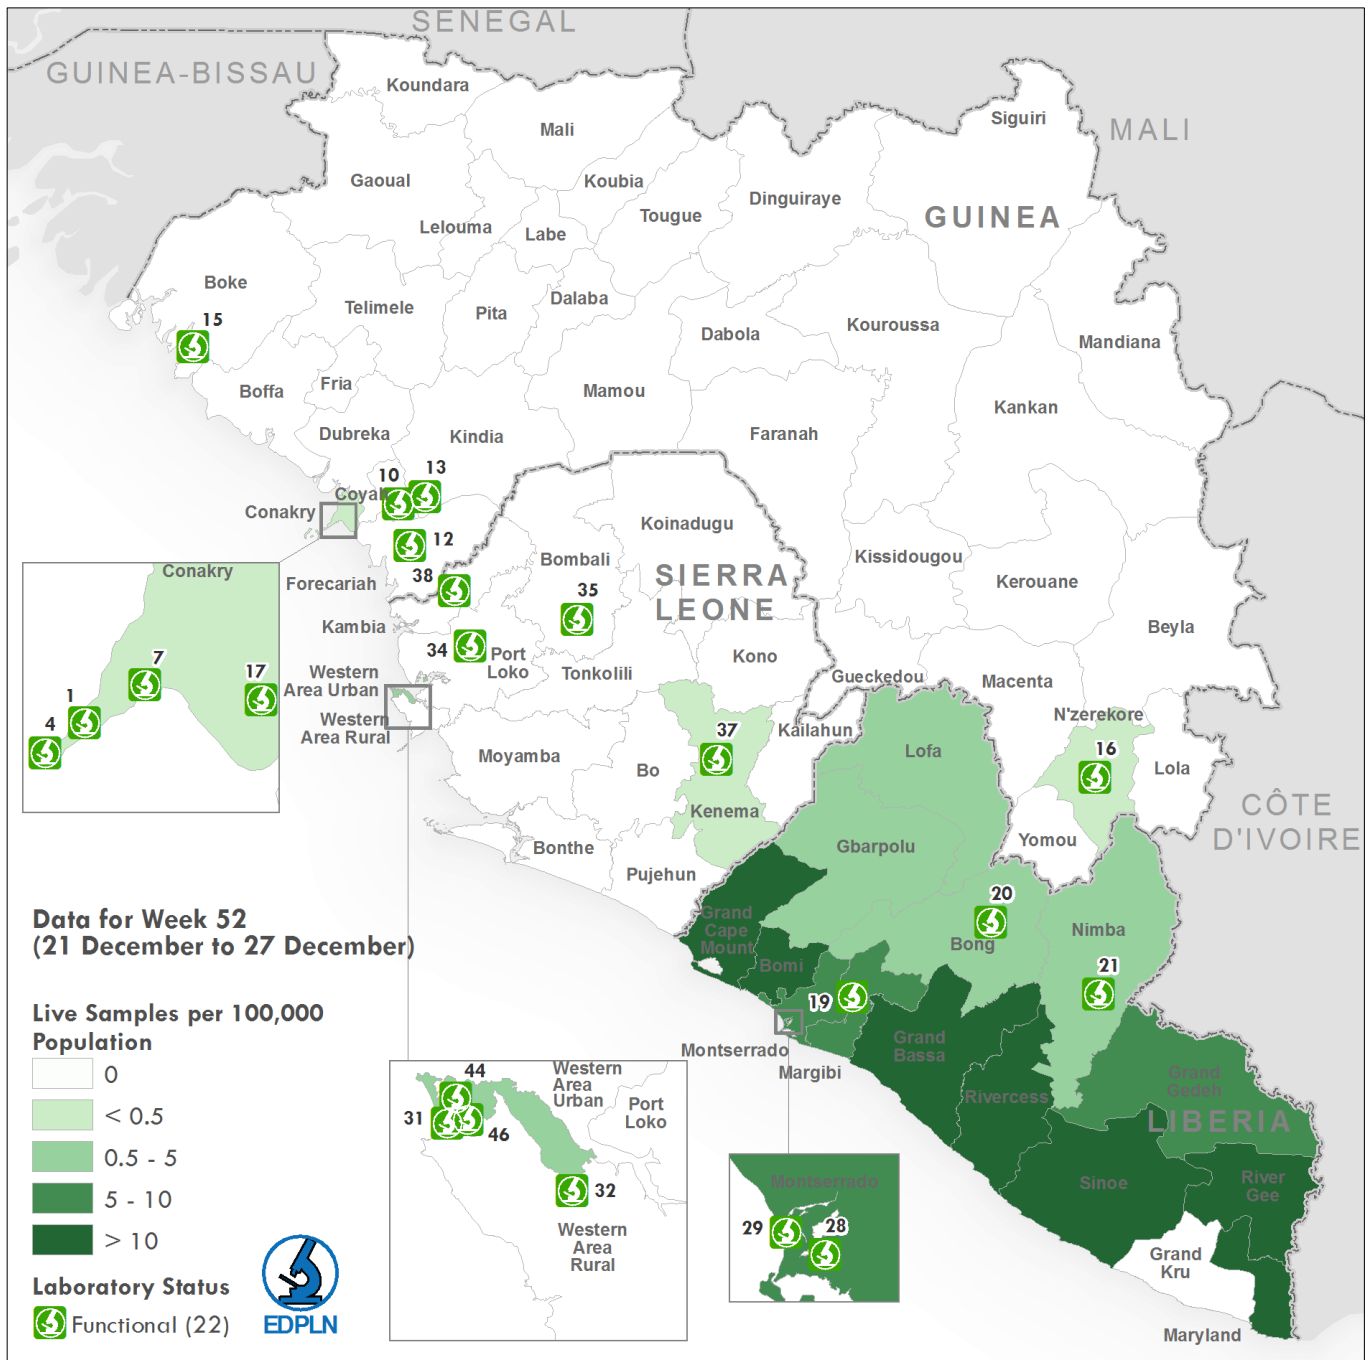 SENEGAL
GUINEA-BISSAU
MALI
Koundara
Siguiri
Mali
Gaoual
Koubia
Dinguiraye
Tougue
GUINEA
Lelouma
Labe
Boke
Telimele
Pita
Dalaba
Dabola
Kouroussa
Mandiana
15
Fria
Boffa
Mamou
Kankan
Dubreka
Kindia
Faranah
10
13
Coyah
Conakry
12
Koinadugu
Bombali
Kissidougou
Kerouane
Conakry
Forecariah
38
35
SIERRA
LEONE
Kambia
34
Port
Loko
Tonkolili
Kono
Beyla
7
17
1
4
Western
Area Urban
Western
Area Rural
Gueckedou
Macenta
N'zerekore
Kailahun
37
Lofa
16
Lola
Moyamba
Bo
Kenema
CÔTE
D'IVOIRE
Bonthe
Gbarpolu
Yomou
Pujehun
20
Grand
Cape
Mount
Bong
Nimba
Bomi
21
19
Grand
Bassa
Montserrado
Margibi
Grand
Gedeh
Rivercess
LIBERIA
Sinoe
River
Gee
Grand
Kru
Maryland
Data for Week 52
(21 December to 27 December)
Live Samples per 100,000
Population
0
< 0.5
0.5 - 5
5 - 10
> 10
Laboratory Status
Functional (22)
EDPLN
44
Western
Area
Urban
Port
Loko
31
46
32
Western
Area
Rural
Montserrado
29
28